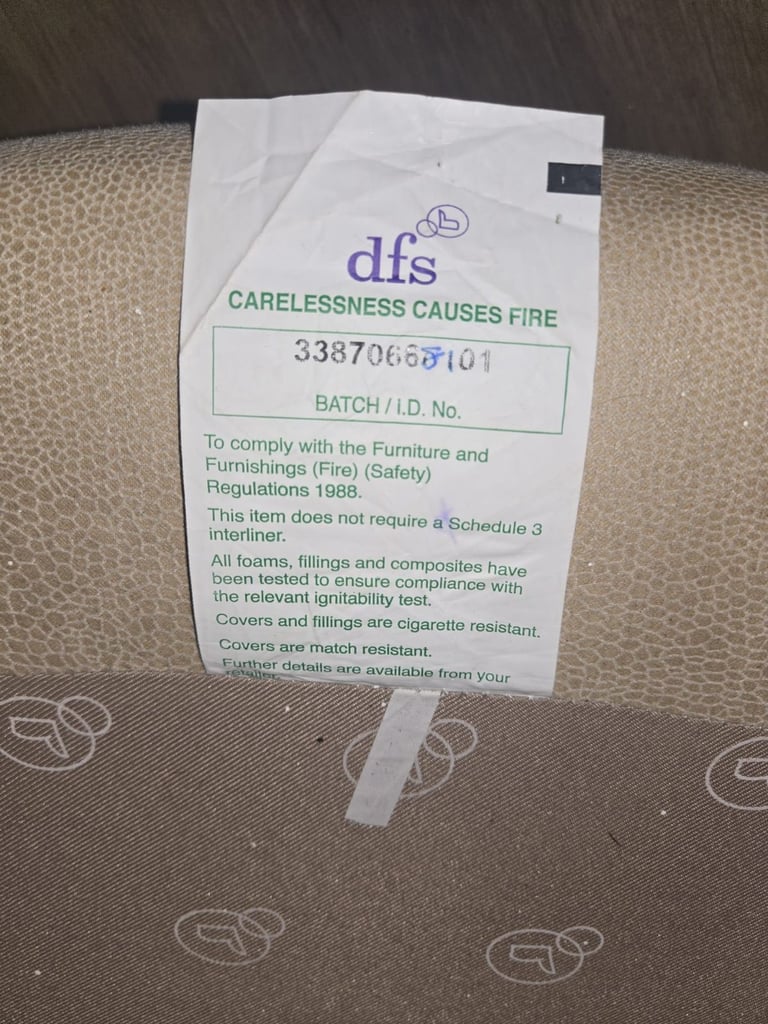 dfs
CARELESSNESS CAUSES FIRE
33870668101
BATCH / I.D. No.
To comply with the Furniture and
Furnishings (Fire) (Safety)
Regulations 1988.
This item does not require a Schedule 3
interliner.
All foams, fillings and composites have
been tested to ensure compliance with
the relevant ignitability test.
Covers and fillings are cigarette resistant.
Covers are match resistant.
Further details are available from your
retailer.